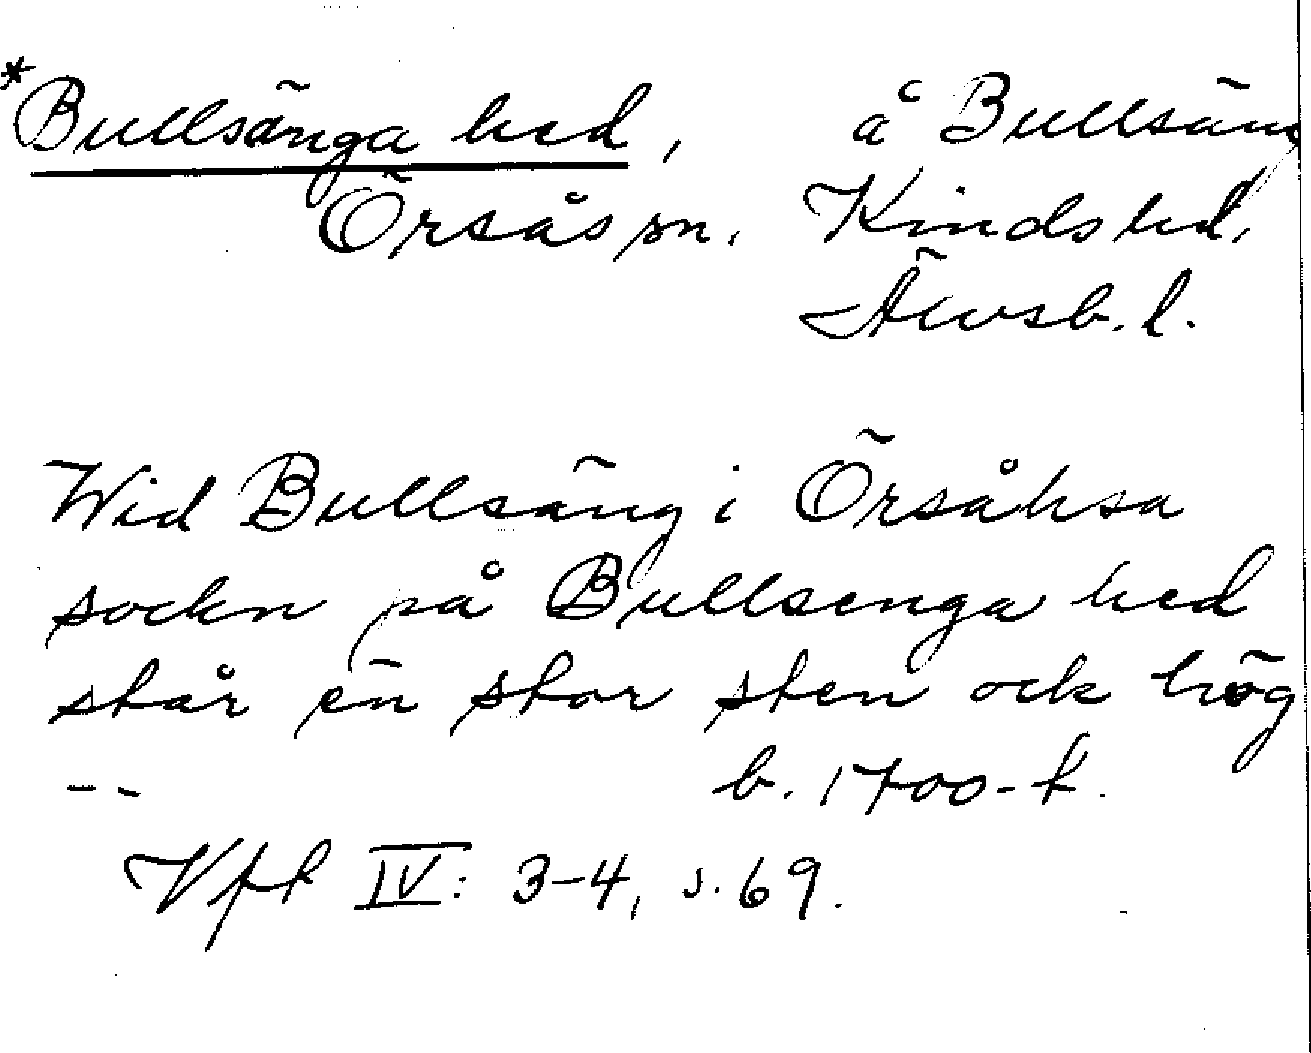 *Bullsänga hed, å Bullsäng
Örsås sn. Kinds hd,
Älvsb. l.
Wid Bullsäng i Örsåhsa
sockn på Bullsenga hed
står en stor sten ock hög
-- b. 1700-t.
Vfk IV: 3-4, s. 69.